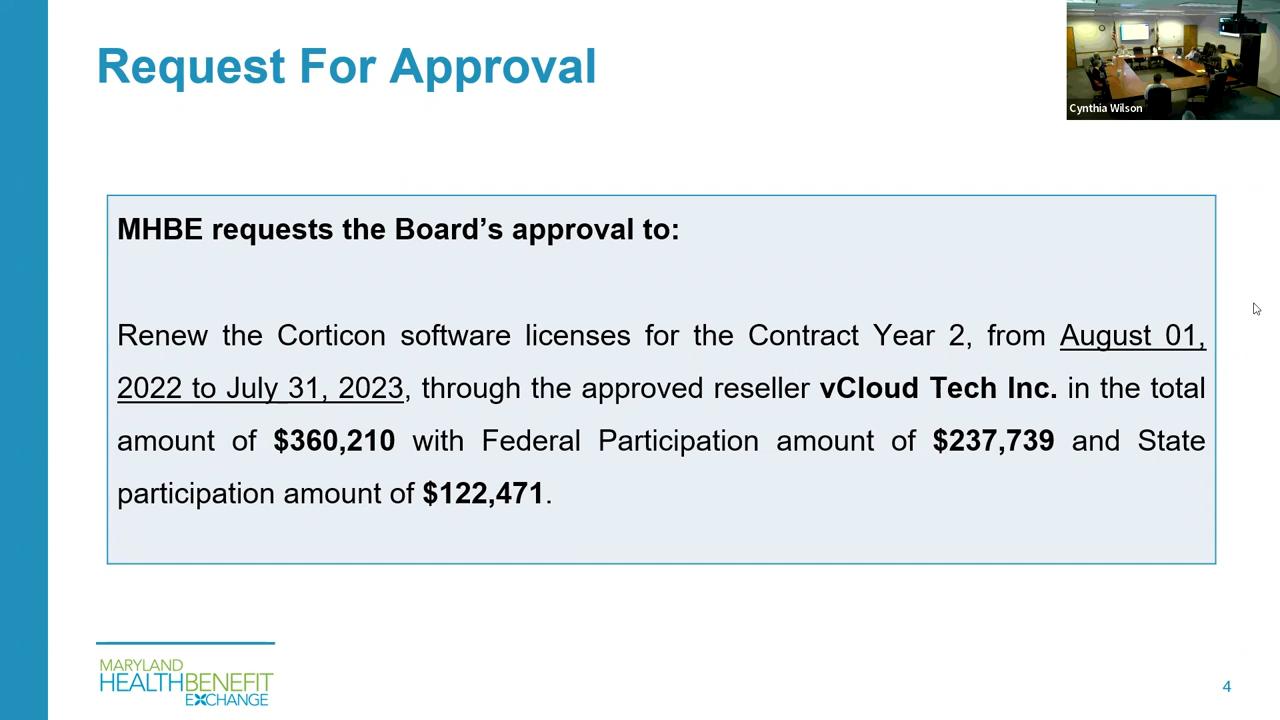 Request For Approval
Cynthia Wilson
MHBE requests the Board’s approval to:
Renew the Corticon software licenses for the Contract Year 2, from August 01,
2022 to July 31, 2023, through the approved reseller vCloud Tech Inc. in the total
amount of $360,210 with Federal Participation amount of $237,739 and State
participation amount of $122,471.
MARYLAND
HEALTHBENEFIT
EXCHANGE
4